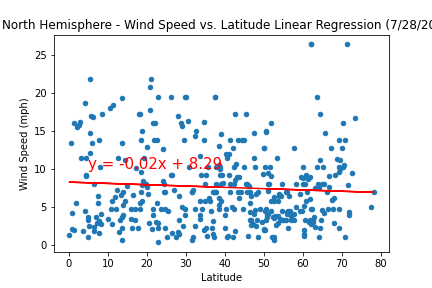 North Hemisphere - Wind Speed vs. Latitude Linear Regression (7/28/20
25
20
15
10
5
0
Wind Speed (mph)
y = -0.02x + 8.29
0 10 20 30 40 50 60 70 80
Latitude